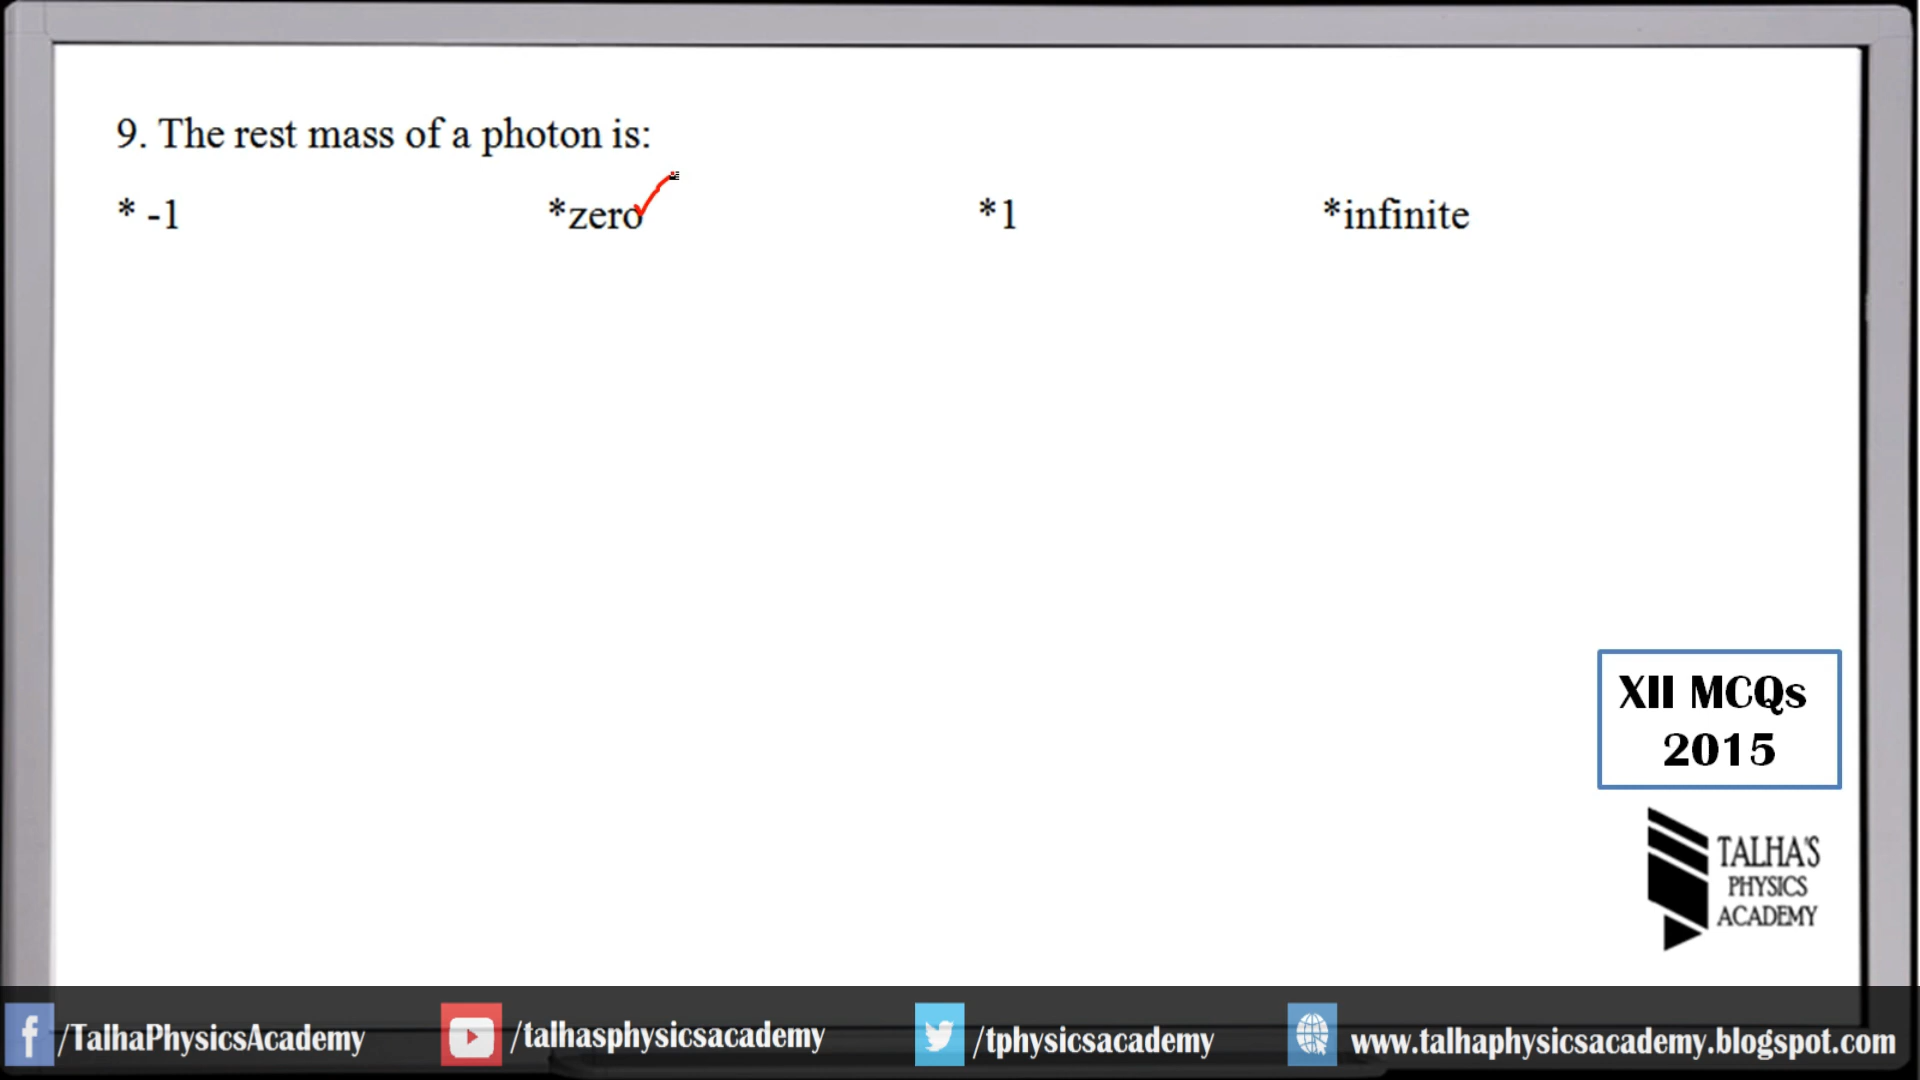 9. The rest mass of a photon is:
* -1 *zero *1 *infinite
XII MCQs
2015
TALHA'S
PHYSICS
ACADEMY
/TalhaPhysicsAcademy /talhasphysicsacademy /tphysicsacademy www.talhaphysicsacademy.blogspot.com